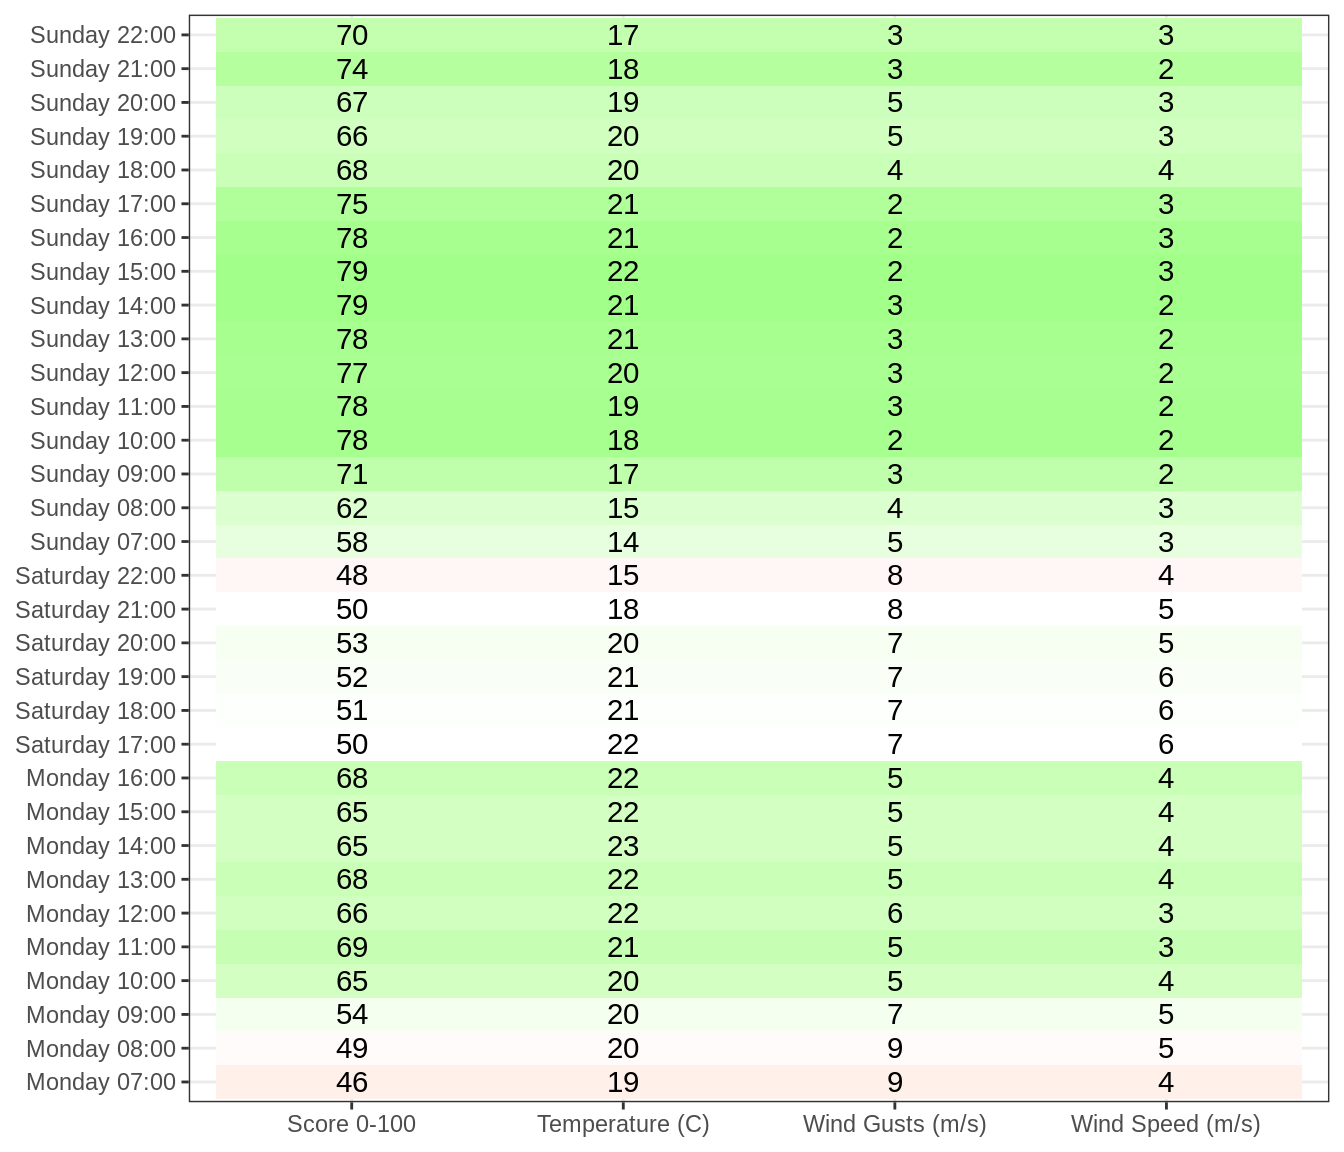 Sunday 22:00 70 17 3 3
Sunday 21:00 74 18 3 2
Sunday 20:00 67 19 5 3
Sunday 19:00 66 20 5 3
Sunday 18:00 68 20 4 4
Sunday 17:00 75 21 2 3
Sunday 16:00 78 21 2 3
Sunday 15:00 79 22 2 3
Sunday 14:00 79 21 3 2
Sunday 13:00 78 21 3 2
Sunday 12:00 77 20 3 2
Sunday 11:00 78 19 3 2
Sunday 10:00 78 18 2 2
Sunday 09:00 71 17 3 2
Sunday 08:00 62 15 4 3
Sunday 07:00 58 14 5 3
Saturday 22:00 48 15 8 4
Saturday 21:00 50 18 8 5
Saturday 20:00 53 20 7 5
Saturday 19:00 52 21 7 6
Saturday 18:00 51 21 7 6
Saturday 17:00 50 22 7 6
Monday 16:00 68 22 5 4
Monday 15:00 65 22 5 4
Monday 14:00 65 23 5 4
Monday 13:00 68 22 5 4
Monday 12:00 66 22 6 3
Monday 11:00 69 21 5 3
Monday 10:00 65 20 5 4
Monday 09:00 54 20 7 5
Monday 08:00 49 20 9 5
Monday 07:00 46 19 9 4
Score 0-100 Temperature (C) Wind Gusts (m/s) Wind Speed (m/s)